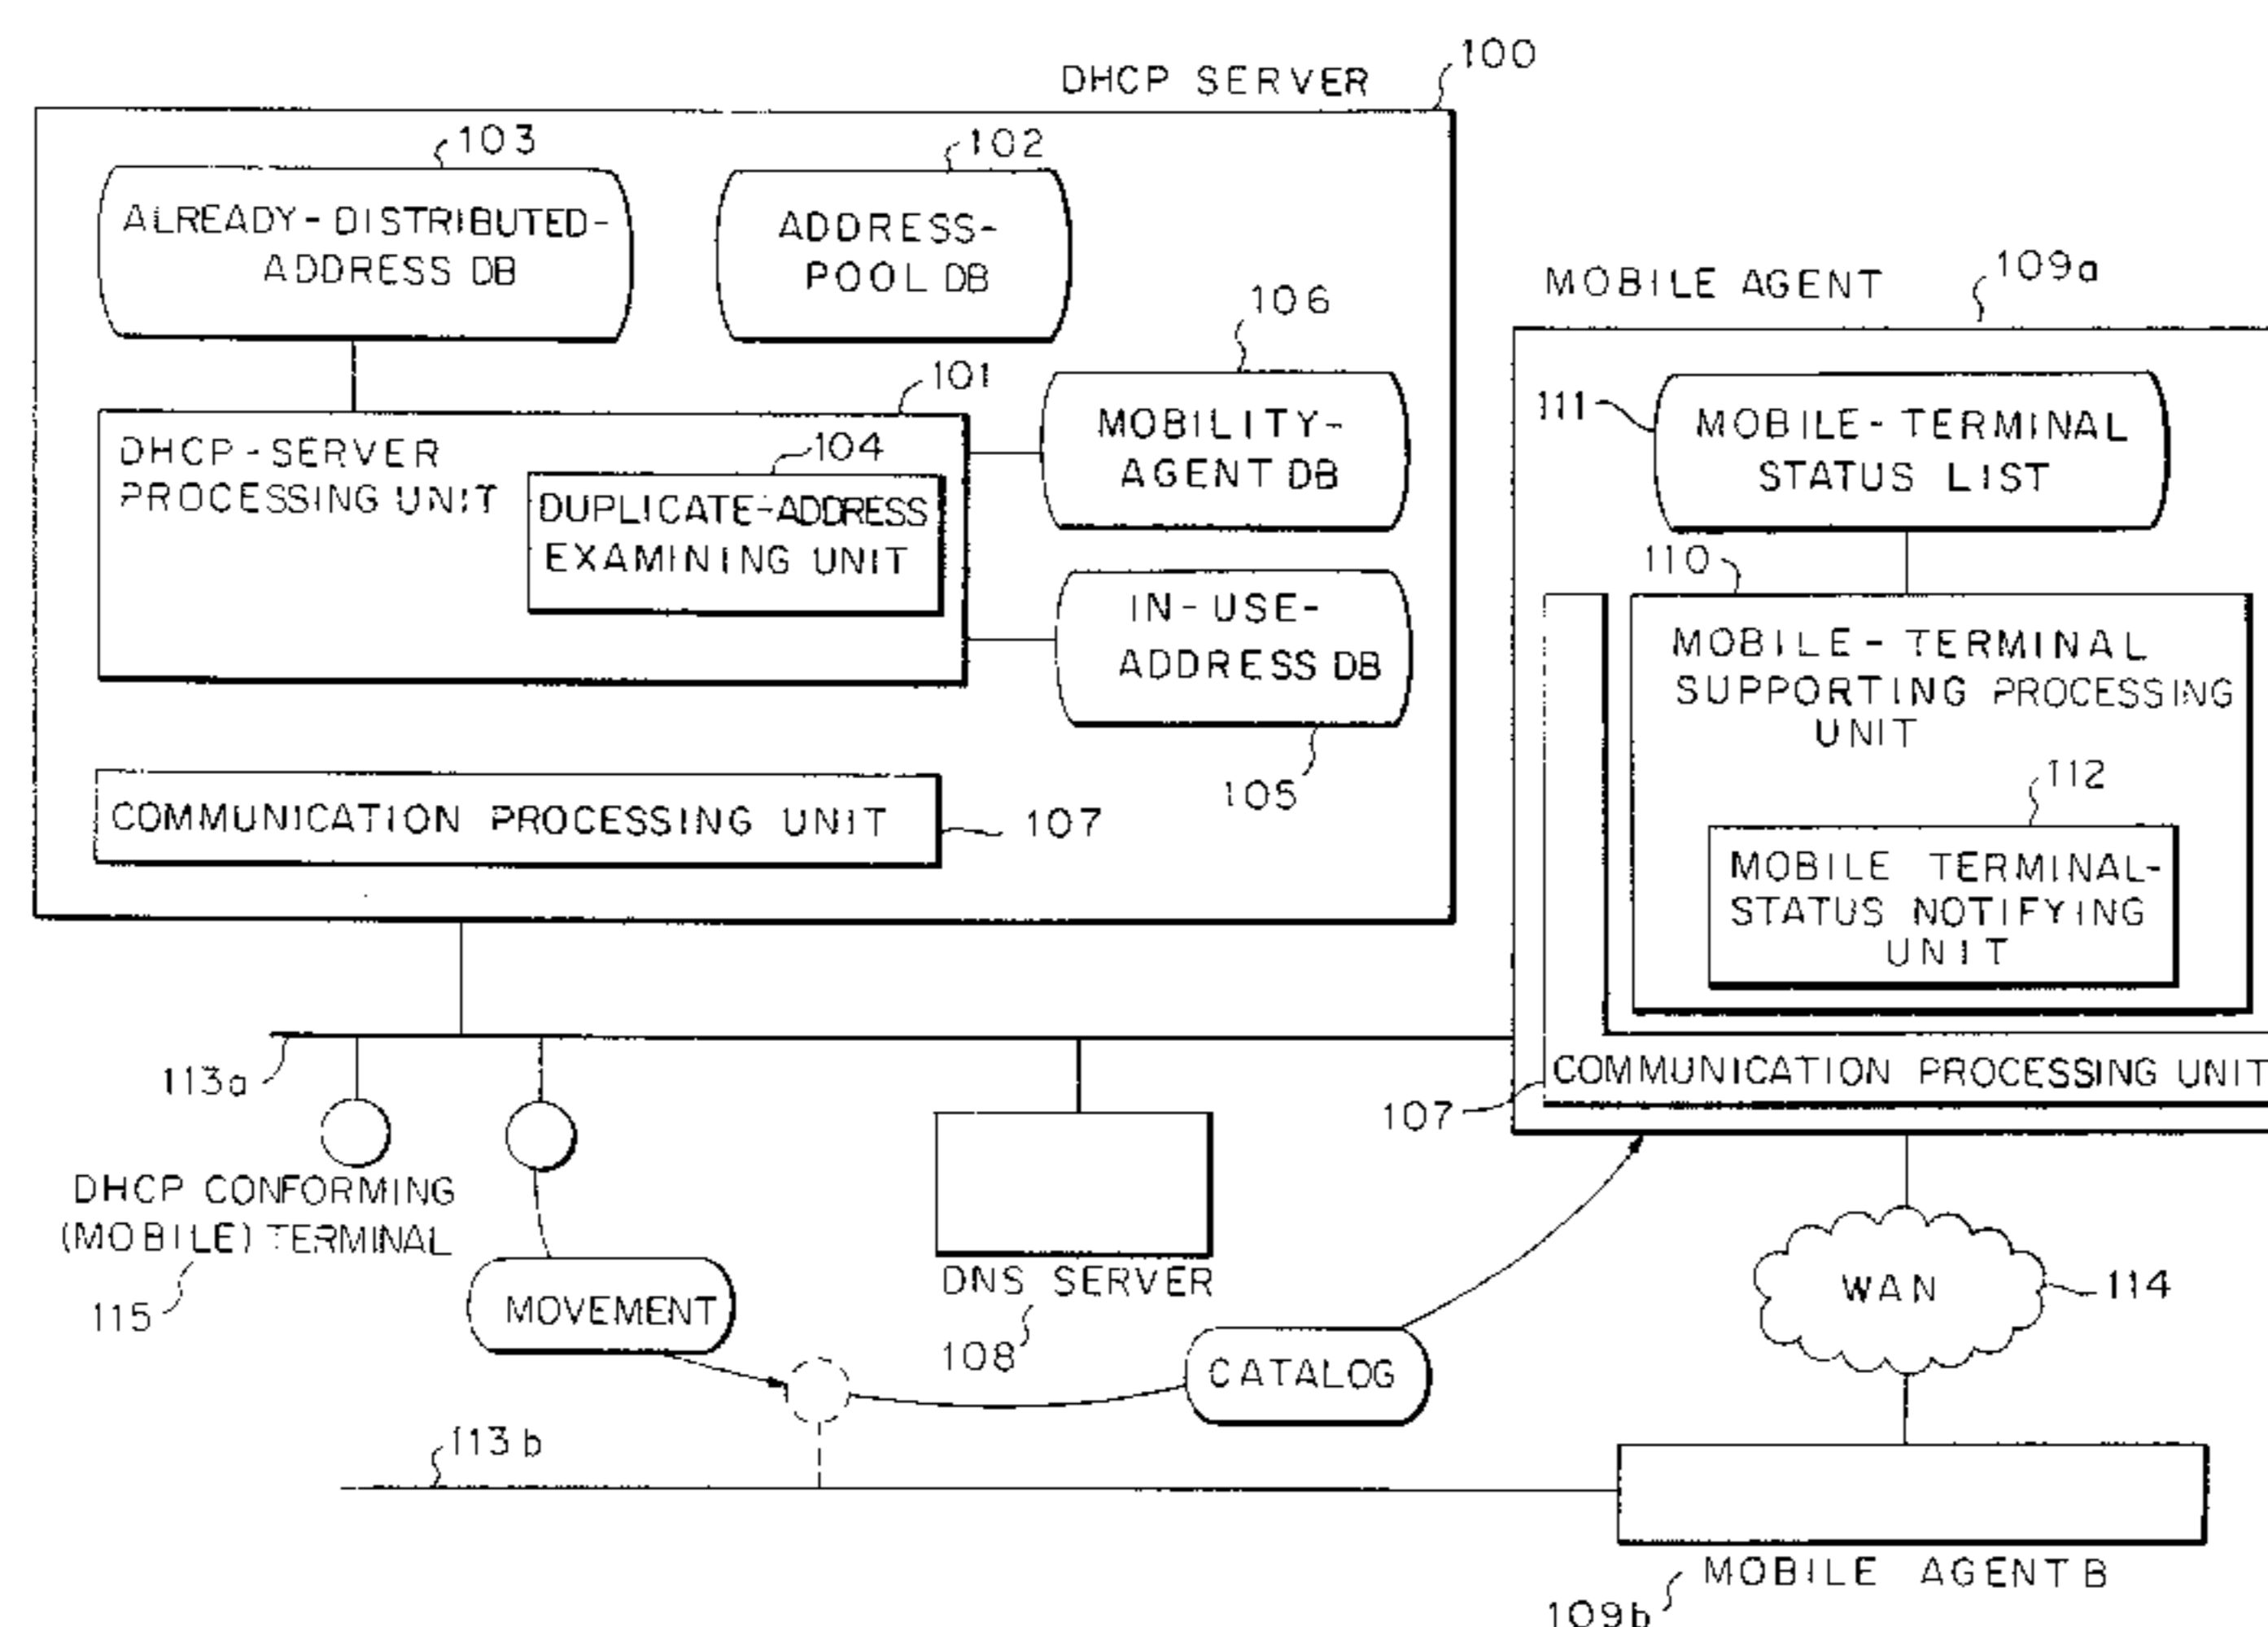 DHCP SERVER
100
103
ALREADY-DISTRIBUTED-
ADDRESS DB
102
ADDRESS-
POOL DB
106
MOBILITY-
AGENT DB
101
DHCP-SERVER
PROCESSING UNIT
104
DUPLICATE-ADDRESS
EXAMINING UNIT
IN-USE-
ADDRESS DB
105
COMMUNICATION PROCESSING UNIT
107
MOBILE AGENT
109a
111
MOBILE-TERMINAL
STATUS LIST
110
MOBILE-TERMINAL
SUPPORTING PROCESSING
UNIT
112
MOBILE TERMINAL-
STATUS NOTIFYING
UNIT
COMMUNICATION PROCESSING UNIT
107
113a
DHCP CONFORMING
(MOBILE) TERMINAL
115
MOVEMENT
DNS SERVER
108
CATALOG
WAN
114
113b
MOBILE AGENT B
109b